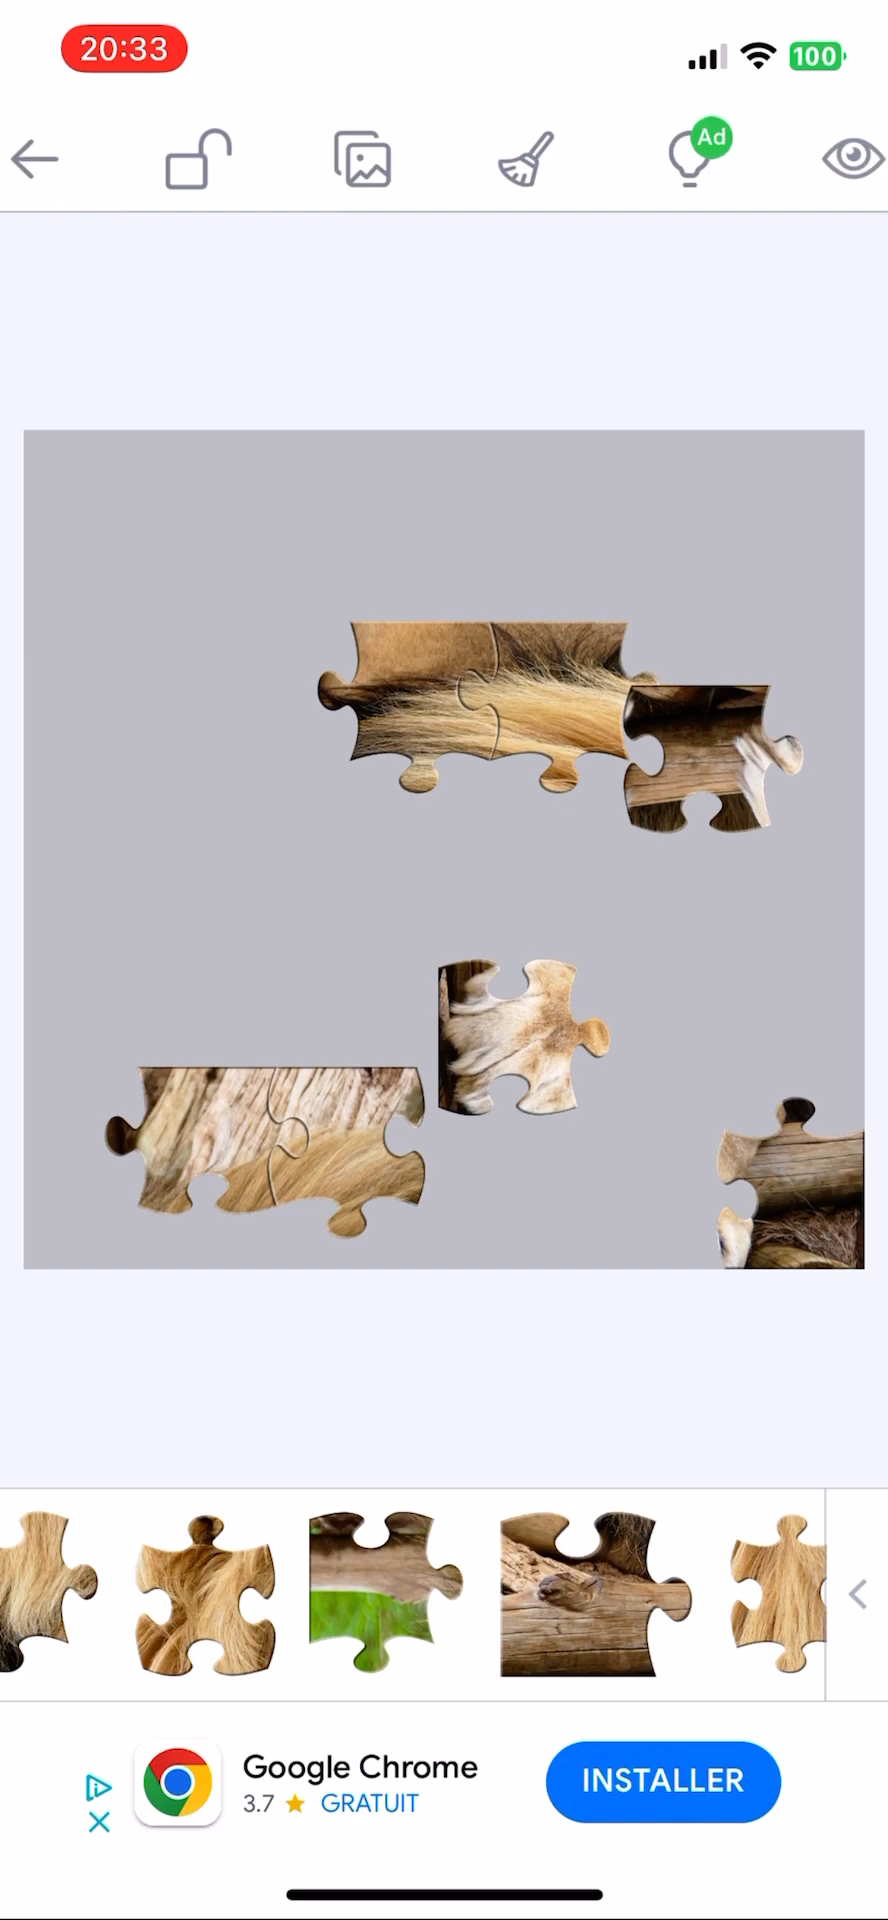 20:33
100
Ad
Google Chrome
3.7 ★ GRATUIT
INSTALLER